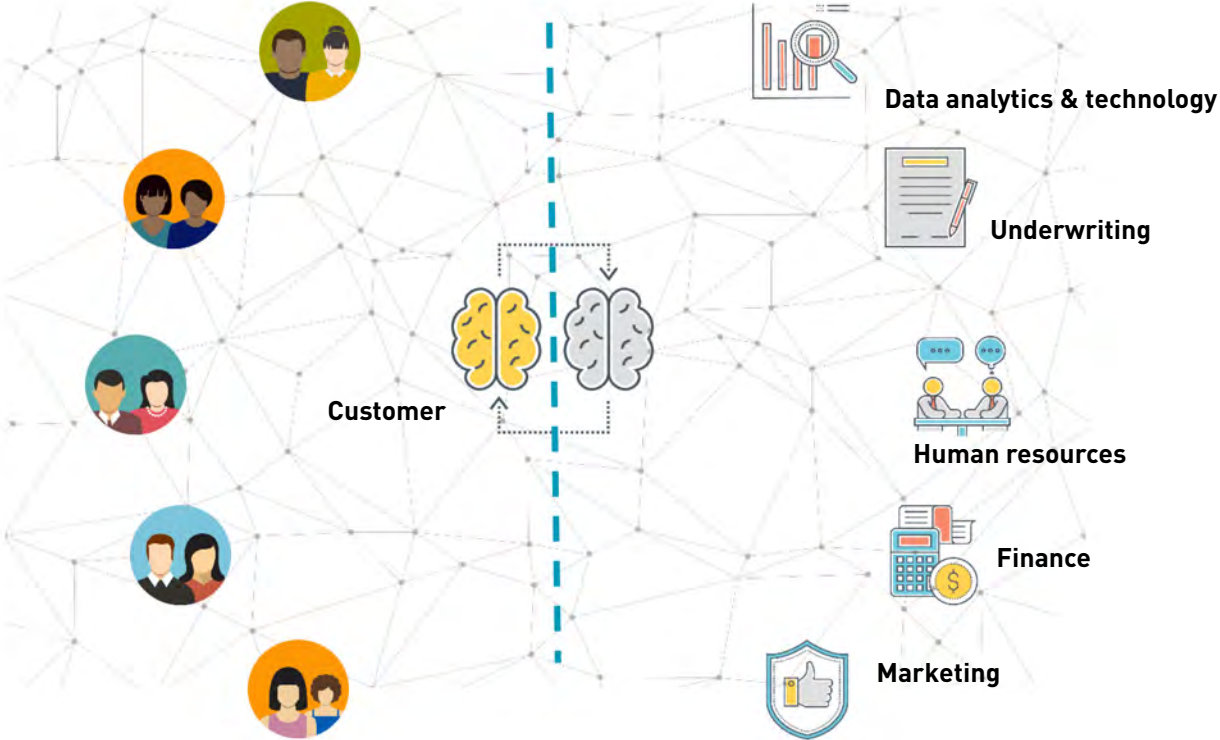 Data analytics & technology
Underwriting
Customer
Human resources
Finance
$
Marketing